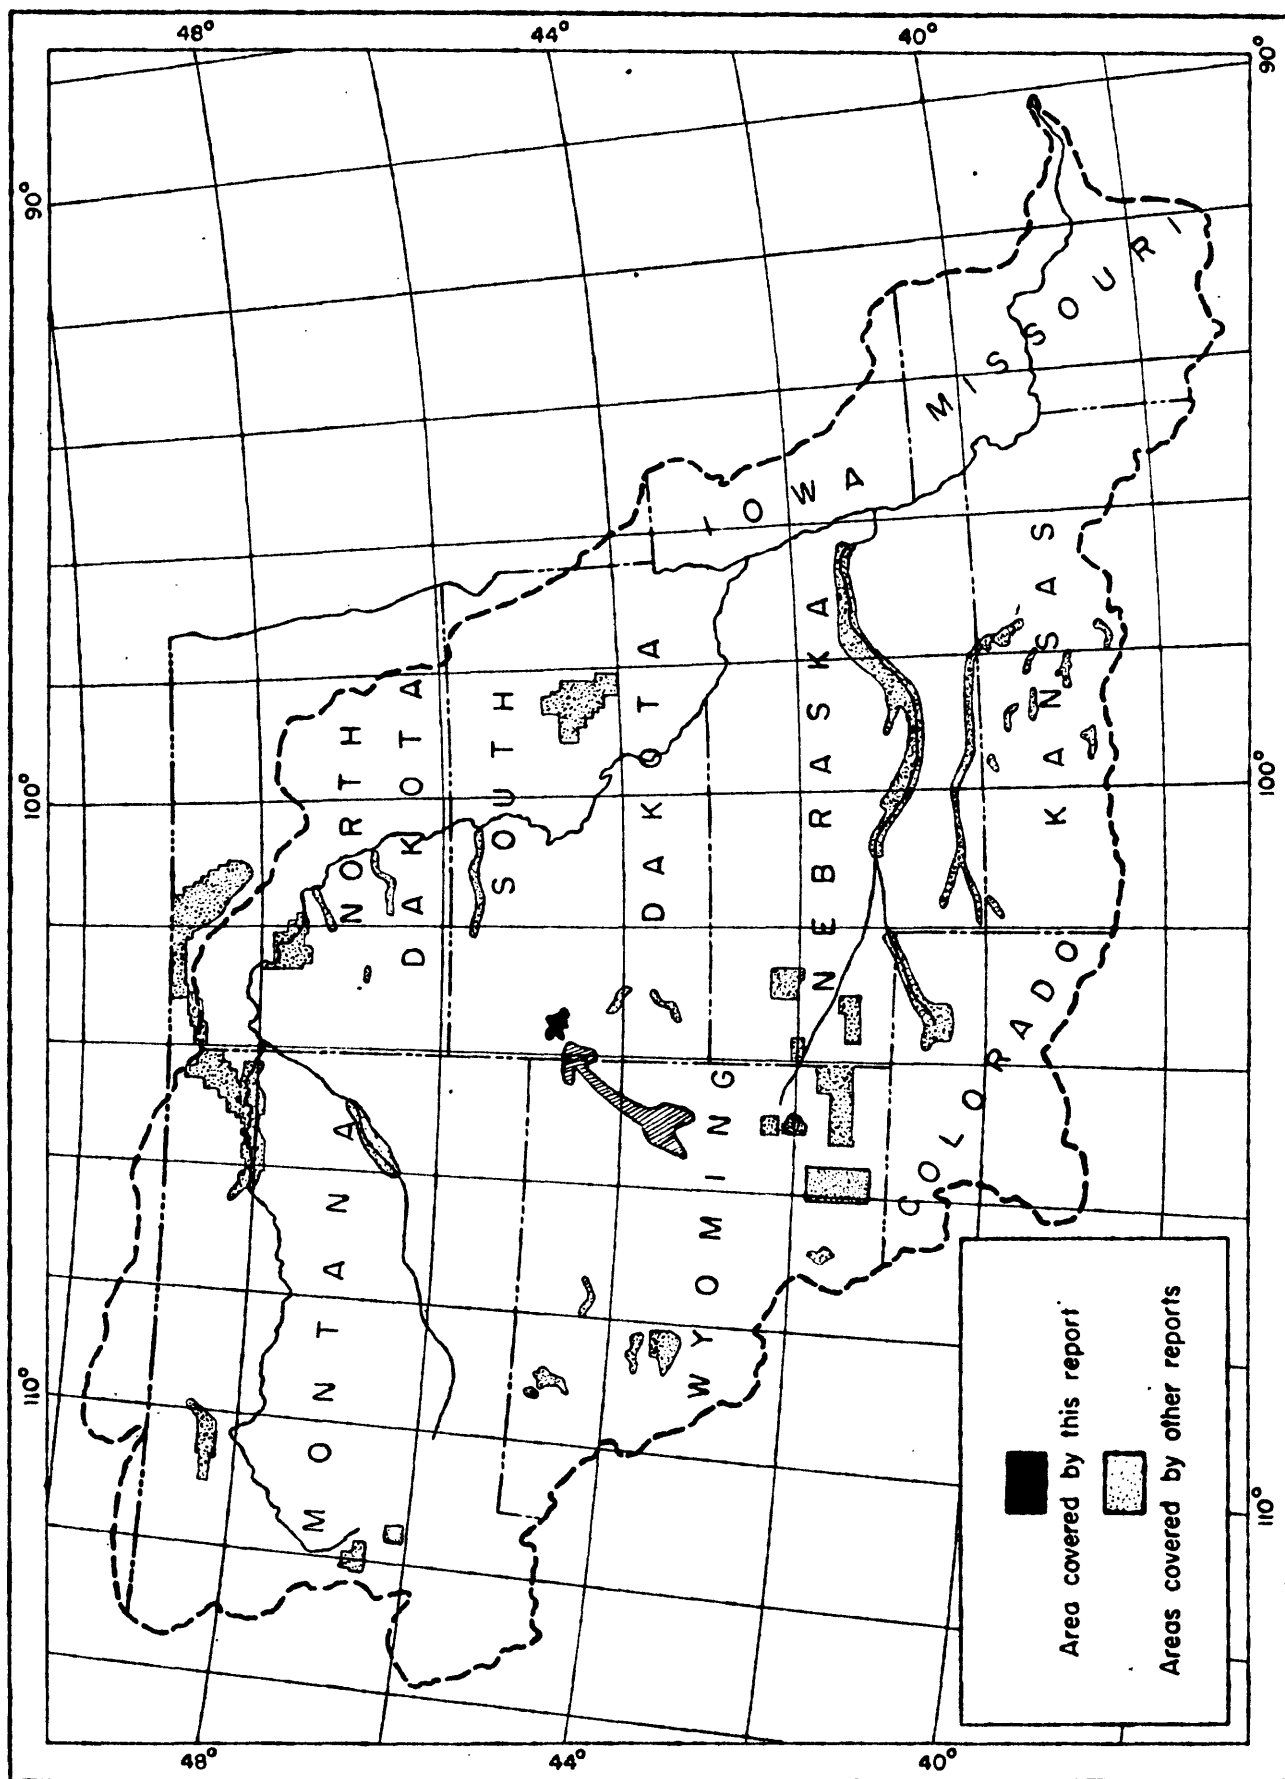 90°
100°
110°
48°
48°
44°
44°
40°
40°
90°
100°
110°
MONTANA
NORTH
DAKOTA
SOUTH
DAKOTA
WYOMING
NEBRASKA
IOWA
MISSOURI
KANSAS
COLORADO
Area covered by this report
Areas covered by other reports